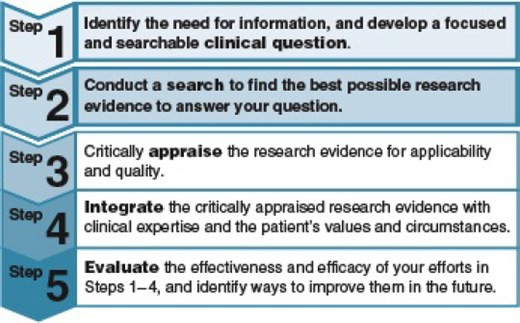 Step 1
Identify the need for information, and develop a focused
and searchable clinical question.
Step 2
Conduct a search to find the best possible research
evidence to answer your question.
Step 3
Critically appraise the research evidence for applicability
and quality.
Step 4
Integrate the critically appraised research evidence with
clinical expertise and the patient's values and circumstances.
Step 5
Evaluate the effectiveness and efficacy of your efforts in
Steps 1–4, and identify ways to improve them in the future.